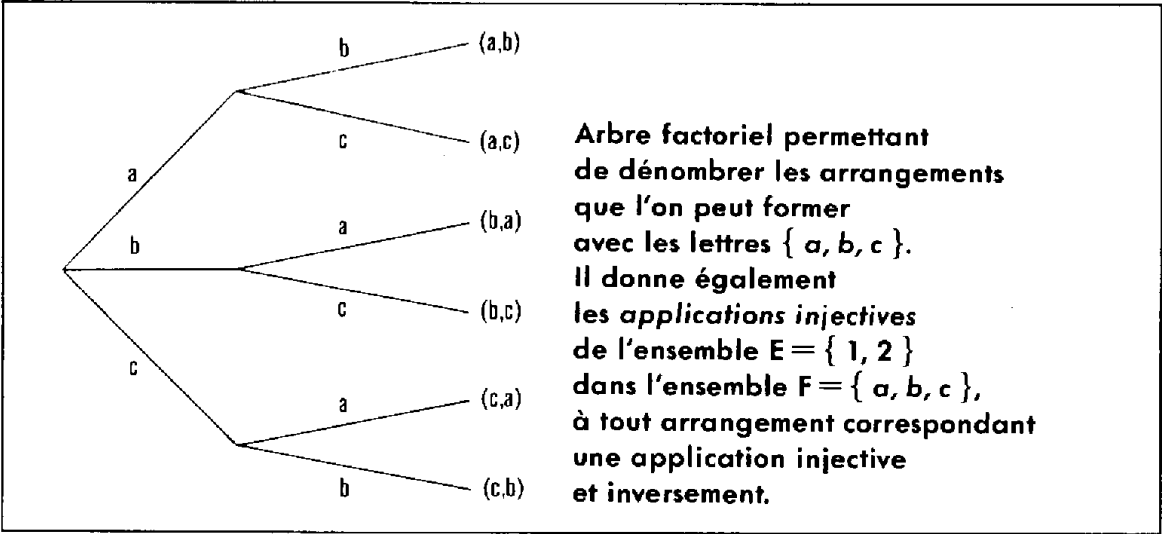 b
(a,b)
c
(a,c)
a
b
a
(b,a)
c
(b,c)
c
a
(c,a)
b
(c,b)
Arbre factoriel permettant
de dénombrer les arrangements
que l'on peut former
avec les lettres { a, b, c }.
Il donne également
les applications injectives
de l'ensemble E = { 1, 2 }
dans l'ensemble F = { a, b, c },
à tout arrangement correspondant
une application injective
et inversement.